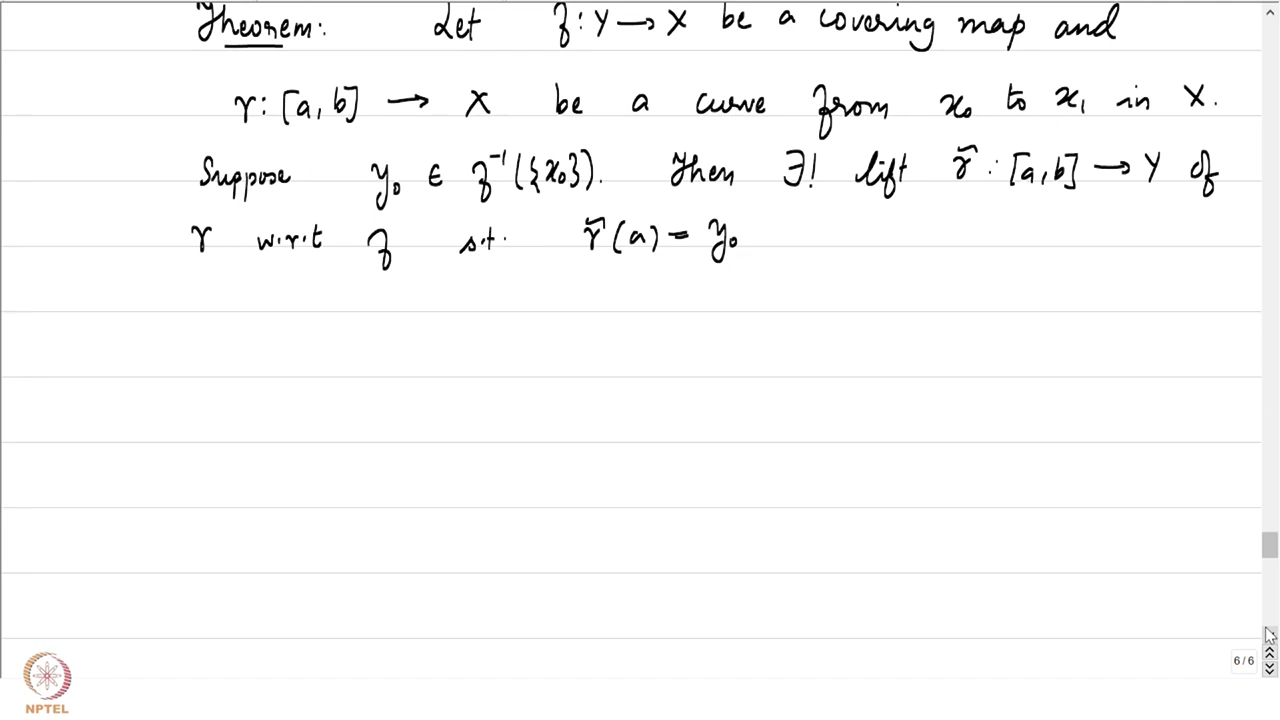 Theorem: Let f : Y → X be a covering map and
γ : [a, b] → X be a curve from x₀ to x₁ in X.
Suppose y₀ ∈ f⁻¹({x₀}). Then ∃! lift γ̃ : [a, b] → Y of
γ w.r.t f s.t. γ̃(a) = y₀
6 / 6
NPTEL